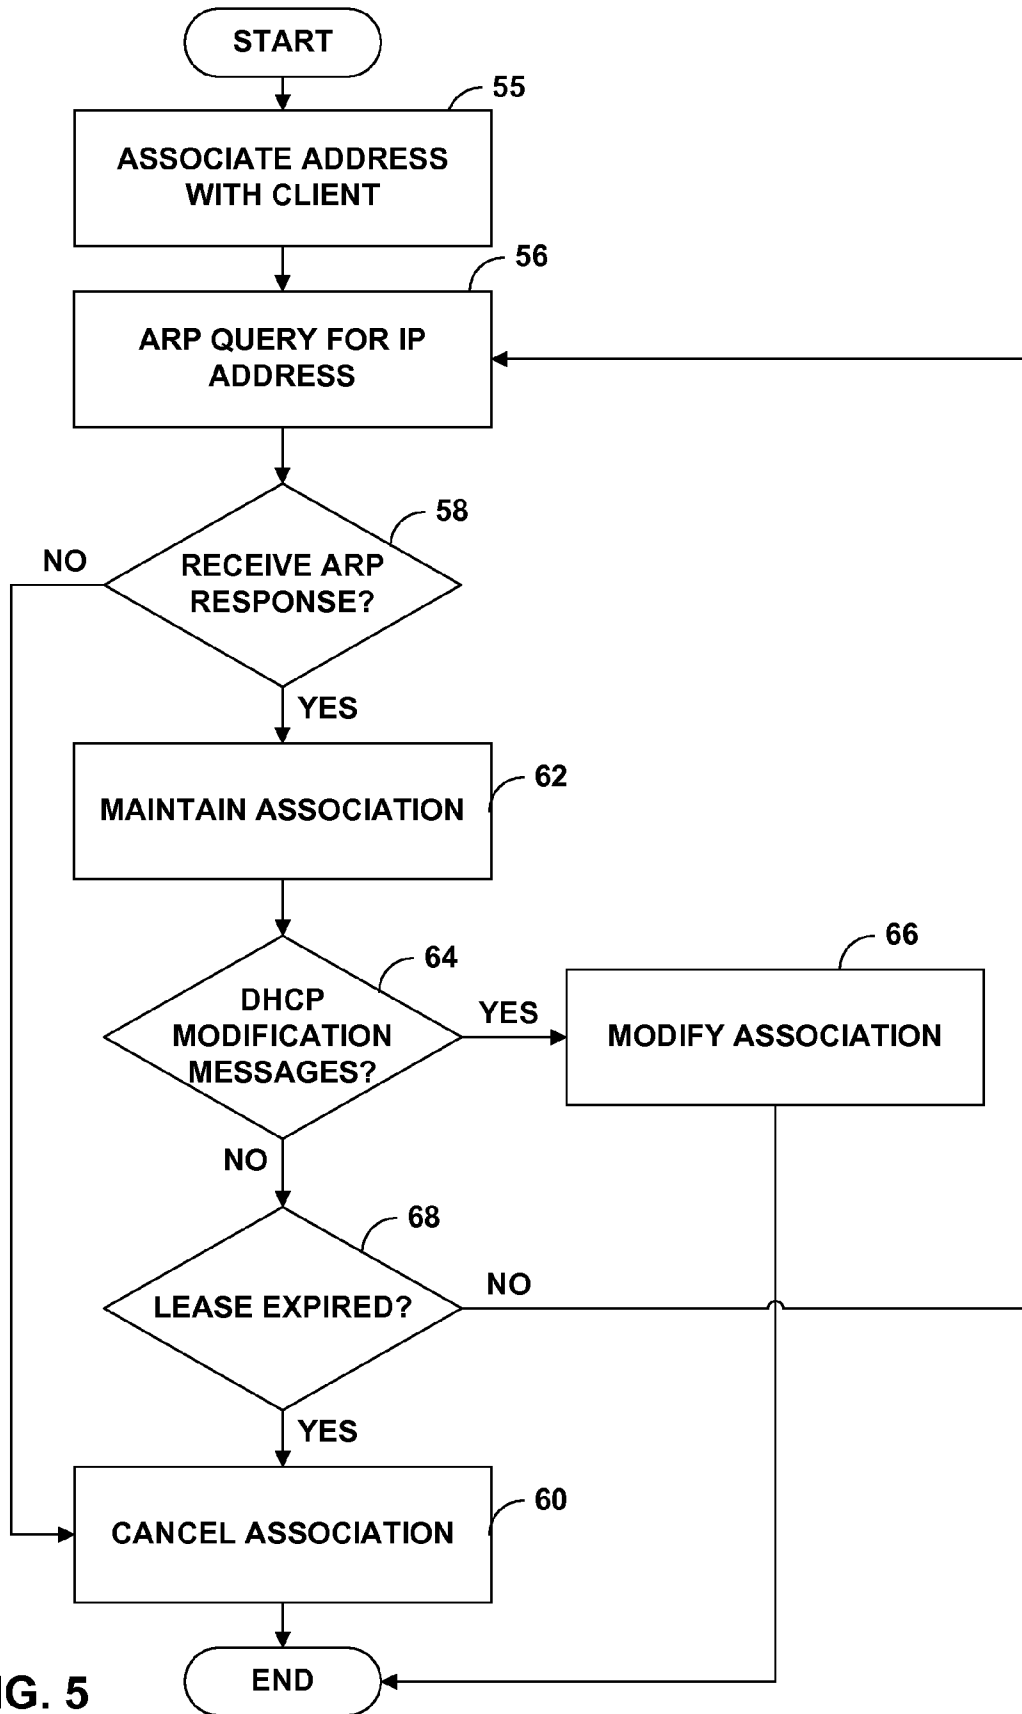 START
55
ASSOCIATE ADDRESS
WITH CLIENT
56
ARP QUERY FOR IP
ADDRESS
58
NO
RECEIVE ARP
RESPONSE?
YES
62
MAINTAIN ASSOCIATION
64
DHCP
MODIFICATION
MESSAGES?
YES
66
MODIFY ASSOCIATION
NO
68
LEASE EXPIRED?
NO
YES
60
CANCEL ASSOCIATION
END
G. 5